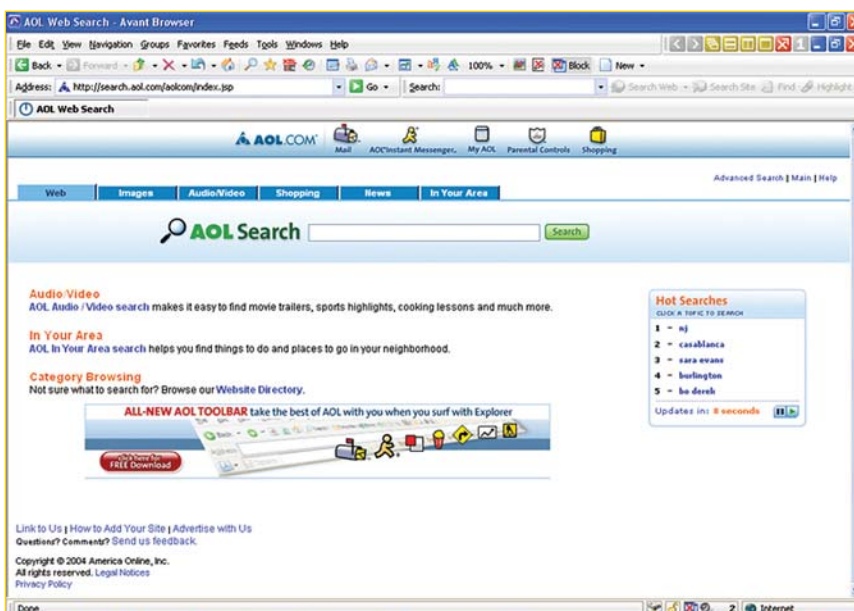 AOL Web Search - Avant Browser
File Edit View Navigation Groups Favorites Feeds Tools Windows Help
Back Forward 100% Block New
Address: http://search.aol.com/aolcom/index.jsp Go Search: Search Web Search Site Find Highlight
AOL Web Search
AOL.COM
Mail AOL Instant Messenger. My AOL Parental Controls Shopping
Advanced Search | Main | Help
Web Images Audio/Video Shopping News In Your Area
AOL Search Search
Audio/Video
AOL Audio / Video search makes it easy to find movie trailers, sports highlights, cooking lessons and much more.
In Your Area
AOL In Your Area search helps you find things to do and places to go in your neighborhood.
Category Browsing
Not sure what to search for? Browse our Website Directory.
Hot Searches
CLICK A TOPIC TO SEARCH
1 - nj
2 - casablanca
3 - sara evans
4 - burlington
5 - bo derek
Updates in: 8 seconds
ALL-NEW AOL TOOLBAR take the best of AOL with you when you surf with Explorer
Back
click here for
FREE Download
Link to Us | How to Add Your Site | Advertise with Us
Questions? Comments? Send us feedback.
Copyright © 2004 America Online, Inc.
All rights reserved. Legal Notices
Privacy Policy
Done 2 Internet